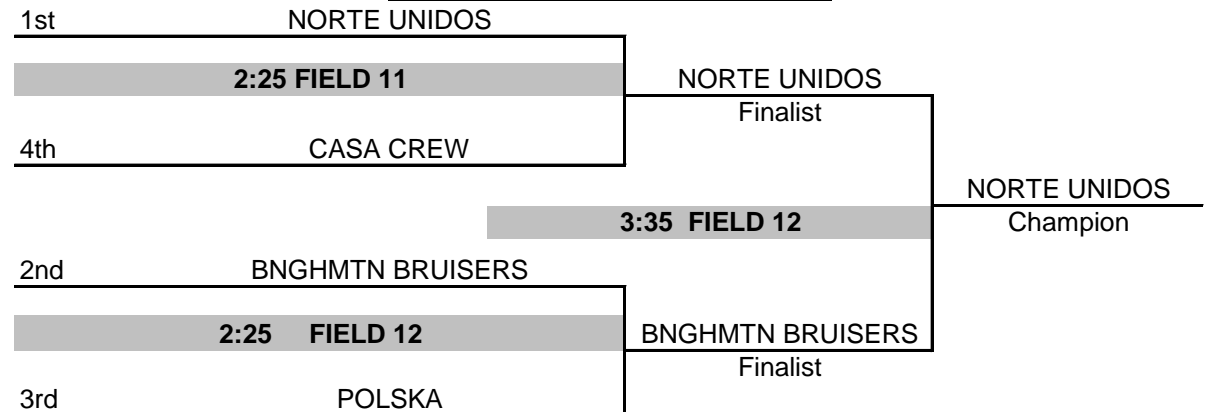 1st NORTE UNIDOS
2:25 FIELD 11 NORTE UNIDOS
Finalist
4th CASA CREW
NORTE UNIDOS
3:35 FIELD 12 Champion
2nd BNGHMTN BRUISERS
2:25 FIELD 12 BNGHMTN BRUISERS
Finalist
3rd POLSKA